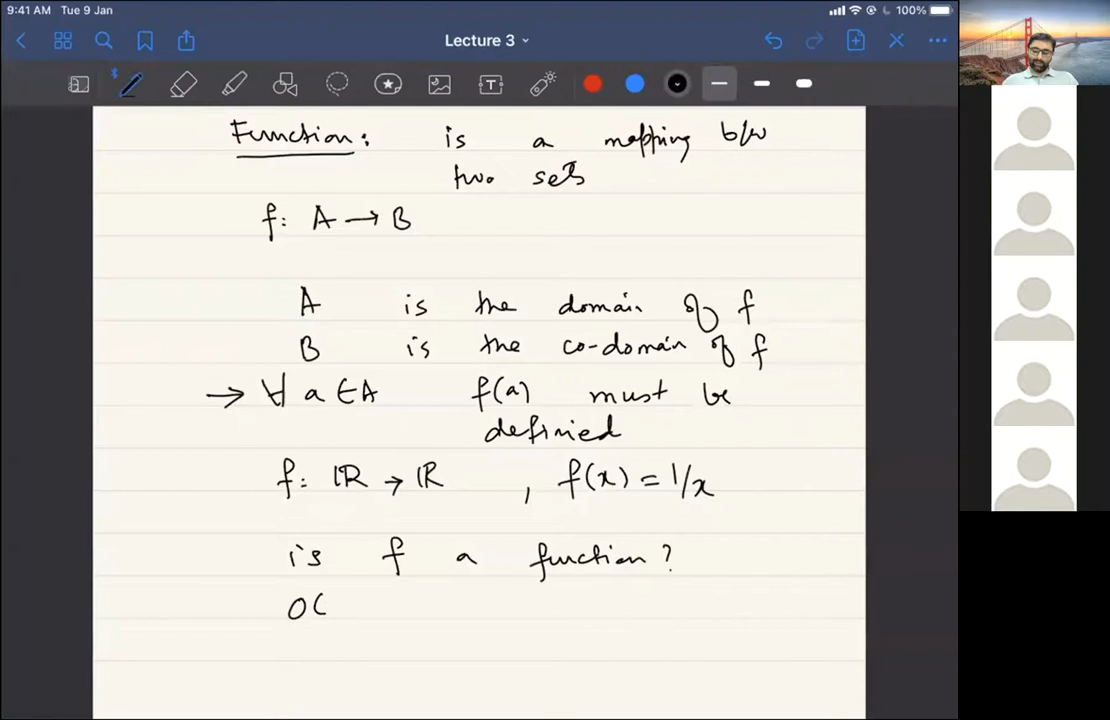 9:41 AM Tue 9 Jan
100%
Lecture 3
Function: is a mapping b/w
two sets
f: A → B
A is the domain of f
B is the co-domain of f
→ ∀ a ∈ A f(a) must be
defined
f: ℝ → ℝ , f(x) = 1/x
is f a function?
0(